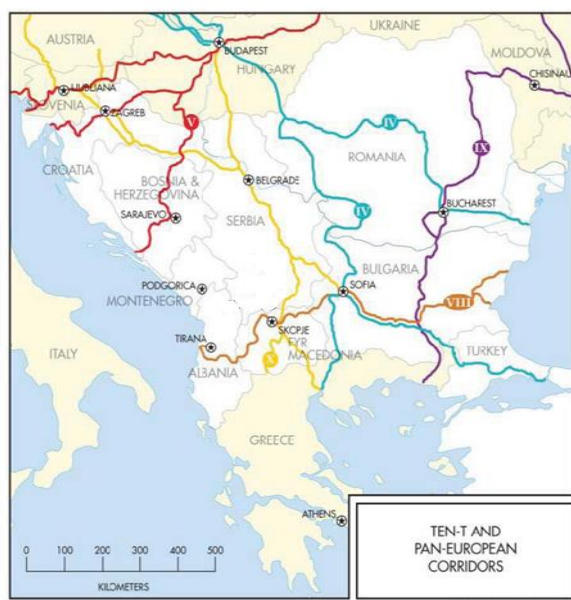 AUSTRIA
UKRAINE
BUDAPEST
MOLDOVA
HUNGARY
CHISINAU
LJUBLJANA
SLOVENIA
ZAGREB
V
IV
IX
ROMANIA
CROATIA
BOSNIA &
HERZEGOVINA
BELGRADE
IV
SARAJEVO
SERBIA
BUCHAREST
BULGARIA
PODGORICA
MONTENEGRO
SOFIA
VIII
SKOPJE
TIRANA
FYR
MACEDONIA
X
ITALY
ALBANIA
TURKEY
GREECE
ATHENS
0 100 200 300 400 500
KILOMETERS
TEN-T AND
PAN-EUROPEAN
CORRIDORS